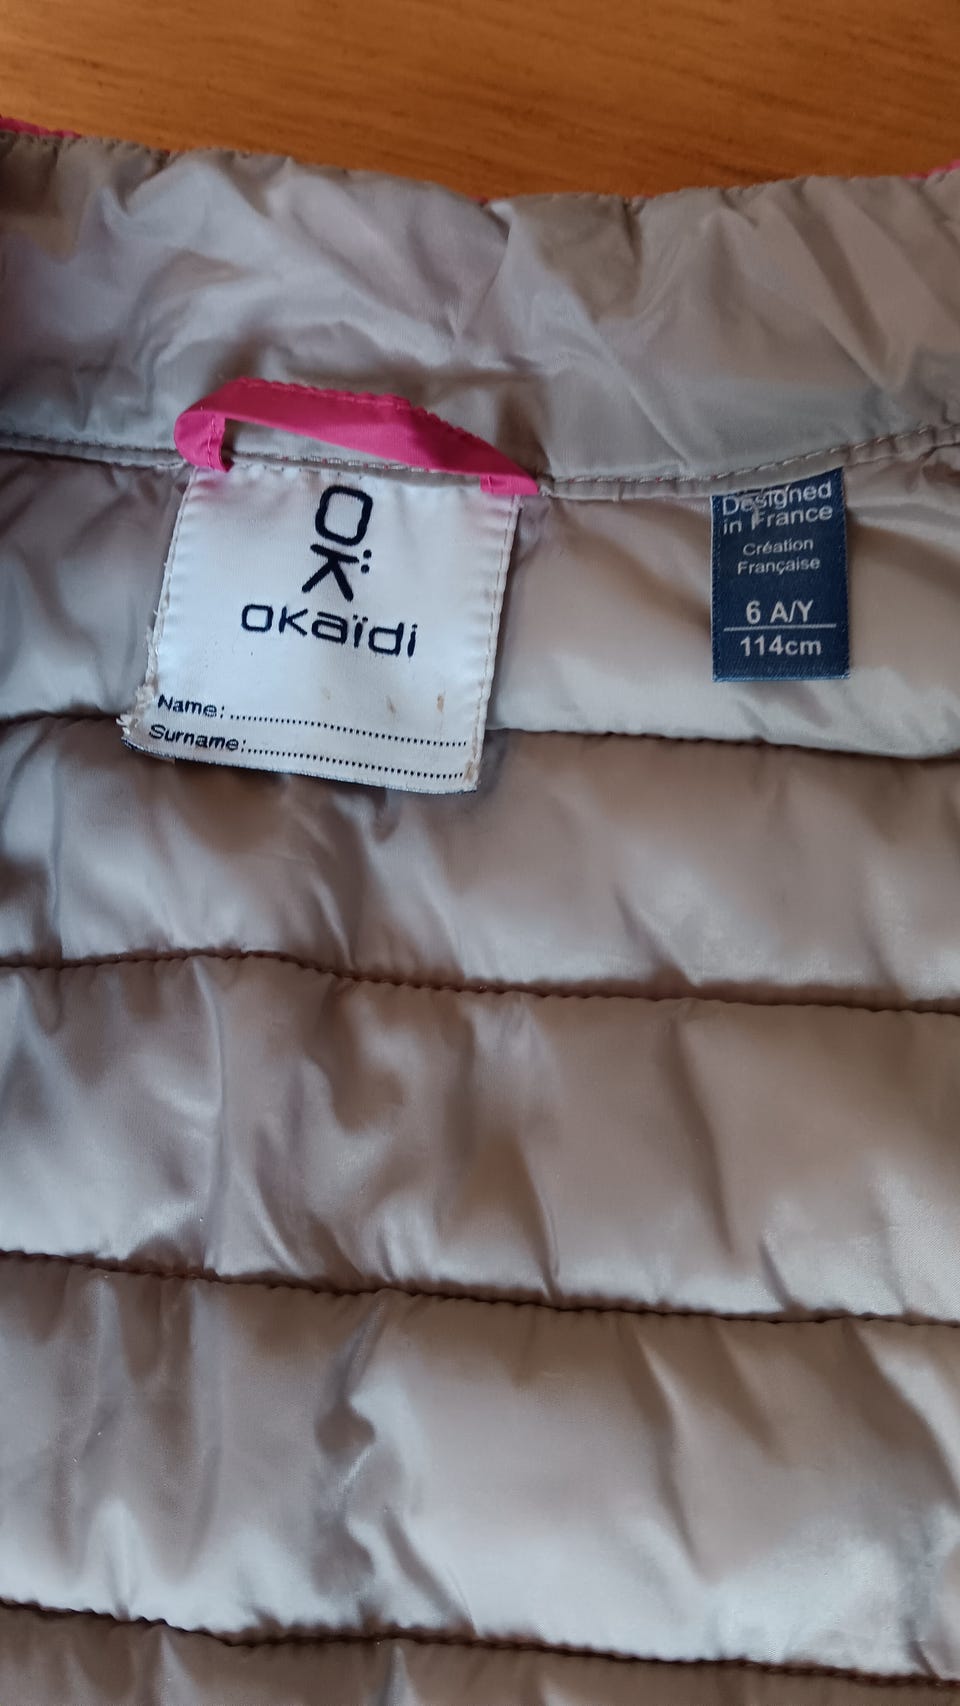 OK
okaïdi
Name:
Surname:
Designed
in France
Création
Française
6 A/Y
114cm